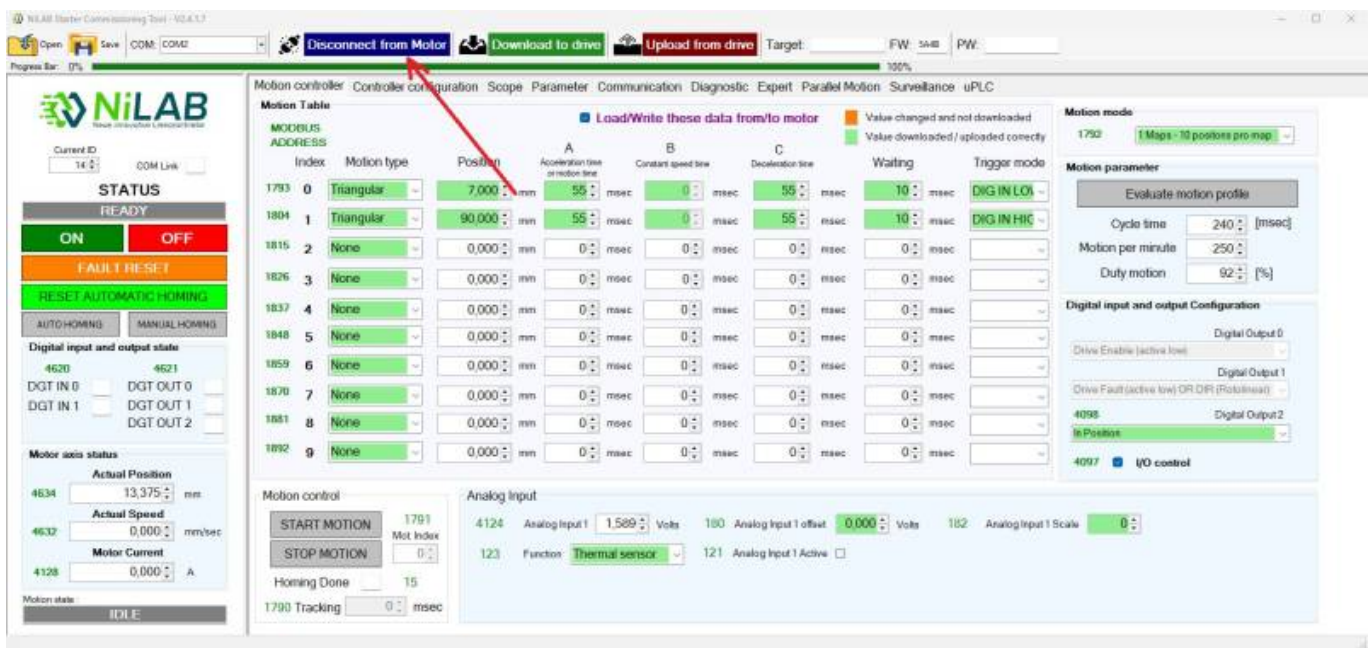 NiLAB Starter Commissioning Tool - V2.4.1.7
Open Save COM: COM2 Disconnect from Motor Download to drive Upload from drive Target: FW: PW:
Progress Bar: 0% 100%
NiLAB
Current ID
14 COM Link
STATUS
READY
ON OFF
FAULT RESET
RESET AUTOMATIC HOMING
AUTO HOMING MANUAL HOMING
Digital input and output state
4620 4621
DGT IN 0 DGT OUT 0
DGT IN 1 DGT OUT 1
DGT OUT 2
Motor axis status
Actual Position
4634 13,375 mm
Actual Speed
4632 0,000 mm/sec
Motor Current
4128 0,000 A
Motion state
IDLE
Motion controller Controller configuration Scope Parameter Communication Diagnostic Expert Parallel Motion Surveillance uPLC
Motion Table
MODBUS ADDRESS
Load/Write these data from/to motor
Value changed and not downloaded
Value downloaded / uploaded correctly
A B C
Index Motion type Position Acceleration time or motion time Constant speed time Deceleration time Waiting Trigger mode
1793 0 Triangular 7,000 mm 55 msec 0 msec 55 msec 10 msec DIG IN LOV
1804 1 Triangular 90,000 mm 55 msec 0 msec 55 msec 10 msec DIG IN HIC
1815 2 None 0,000 mm 0 msec 0 msec 0 msec 0 msec
1826 3 None 0,000 mm 0 msec 0 msec 0 msec 0 msec
1837 4 None 0,000 mm 0 msec 0 msec 0 msec 0 msec
1848 5 None 0,000 mm 0 msec 0 msec 0 msec 0 msec
1859 6 None 0,000 mm 0 msec 0 msec 0 msec 0 msec
1870 7 None 0,000 mm 0 msec 0 msec 0 msec 0 msec
1881 8 None 0,000 mm 0 msec 0 msec 0 msec 0 msec
1892 9 None 0,000 mm 0 msec 0 msec 0 msec 0 msec
Motion mode
1792 1 Maps - 10 positions pro map
Motion parameter
Evaluate motion profile
Cycle time 240 [msec]
Motion per minute 250
Duty motion 92 [%]
Digital input and output Configuration
Digital Output 0
Drive Enable (active low)
Digital Output 1
Drive Fault (active low) OR DIR (Rotolinear)
4098 Digital Output 2
In Position
4097 I/O control
Motion control
START MOTION 1791
Mot Index
STOP MOTION 0
Homing Done 15
1790 Tracking 0 msec
Analog Input
4124 Analog Input 1 1,589 Volts 180 Analog Input 1 offset 0,000 Volts 182 Analog Input 1 Scale 0
123 Function Thermal sensor 121 Analog Input 1 Active